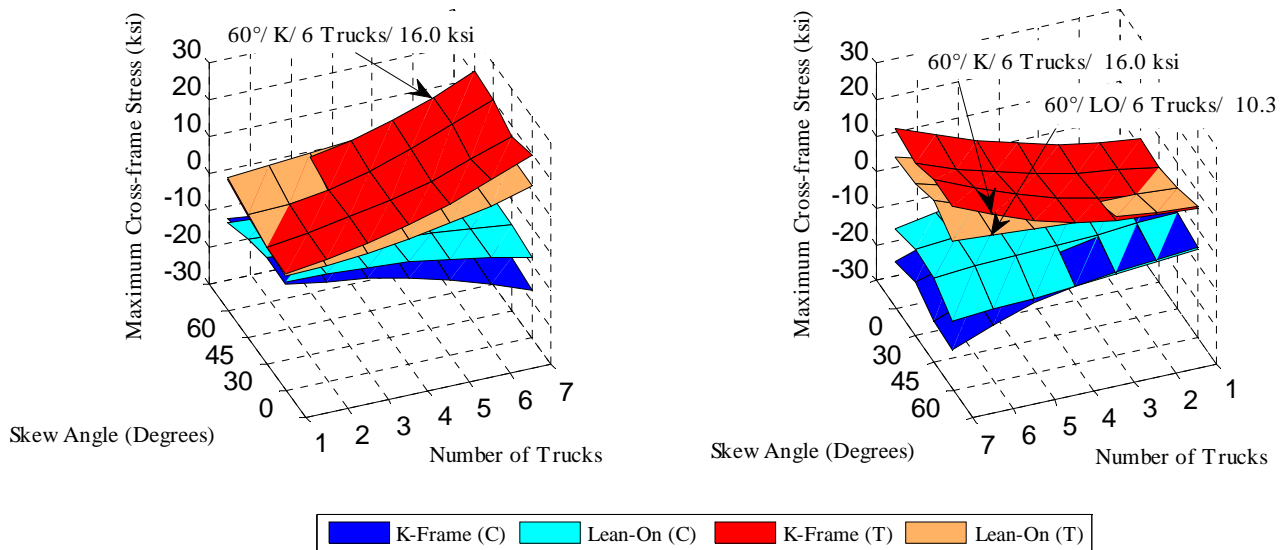 Maximum Cross-frame Stress (ksi)
30
20
10
0
-10
-20
-30
60°/ K/ 6 Trucks/ 16.0 ksi
60
45
30
0
Skew Angle (Degrees)
1 2 3 4 5 6 7
Number of Trucks
Maximum Cross-frame Stress (ksi)
30
20
10
0
-10
-20
-30
60°/ K/ 6 Trucks/ 16.0 ksi
60°/ LO/ 6 Trucks/ 10.3
0
30
45
60
Skew Angle (Degrees)
7 6 5 4 3 2 1
Number of Trucks
K-Frame (C) Lean-On (C) K-Frame (T) Lean-On (T)